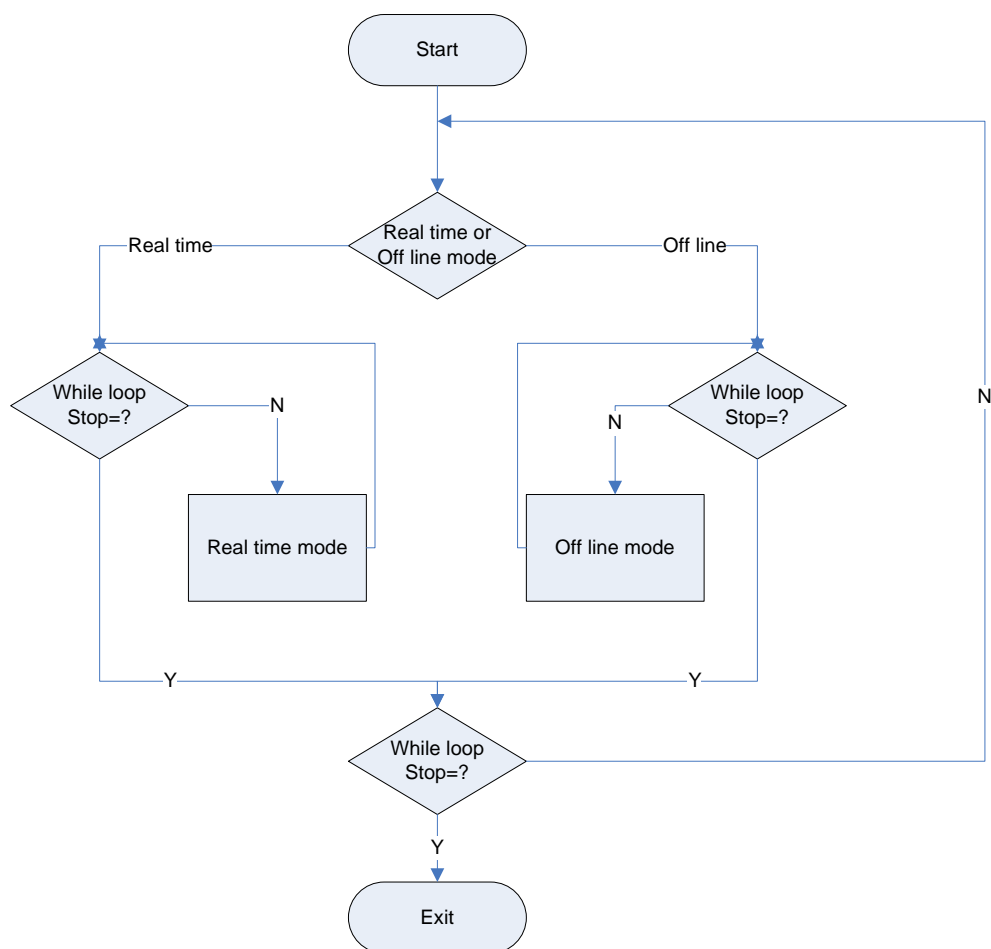 Start
Real time or
Off line mode
Real time
Off line
While loop
Stop=?
N
While loop
Stop=?
N
N
Real time mode
Off line mode
Y
Y
While loop
Stop=?
Y
Exit